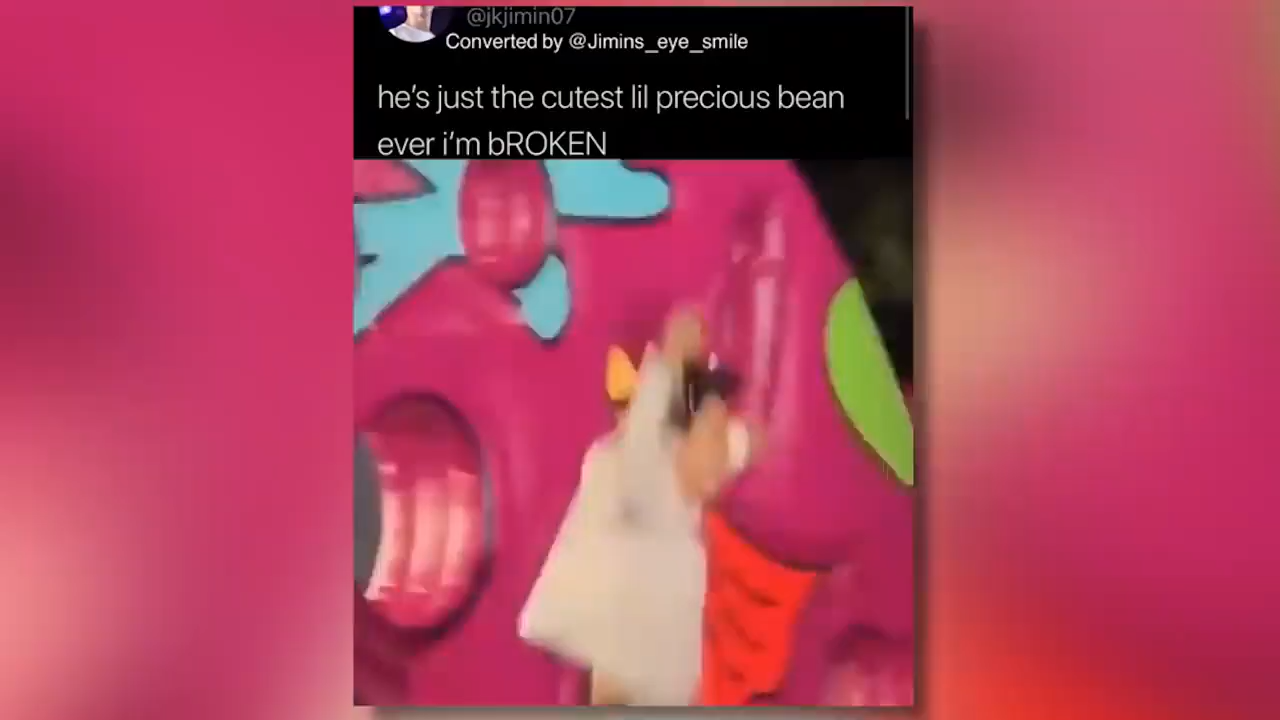 @jkjimin07
Converted by @Jimins_eye_smile
he's just the cutest lil precious bean
ever i'm bROKEN